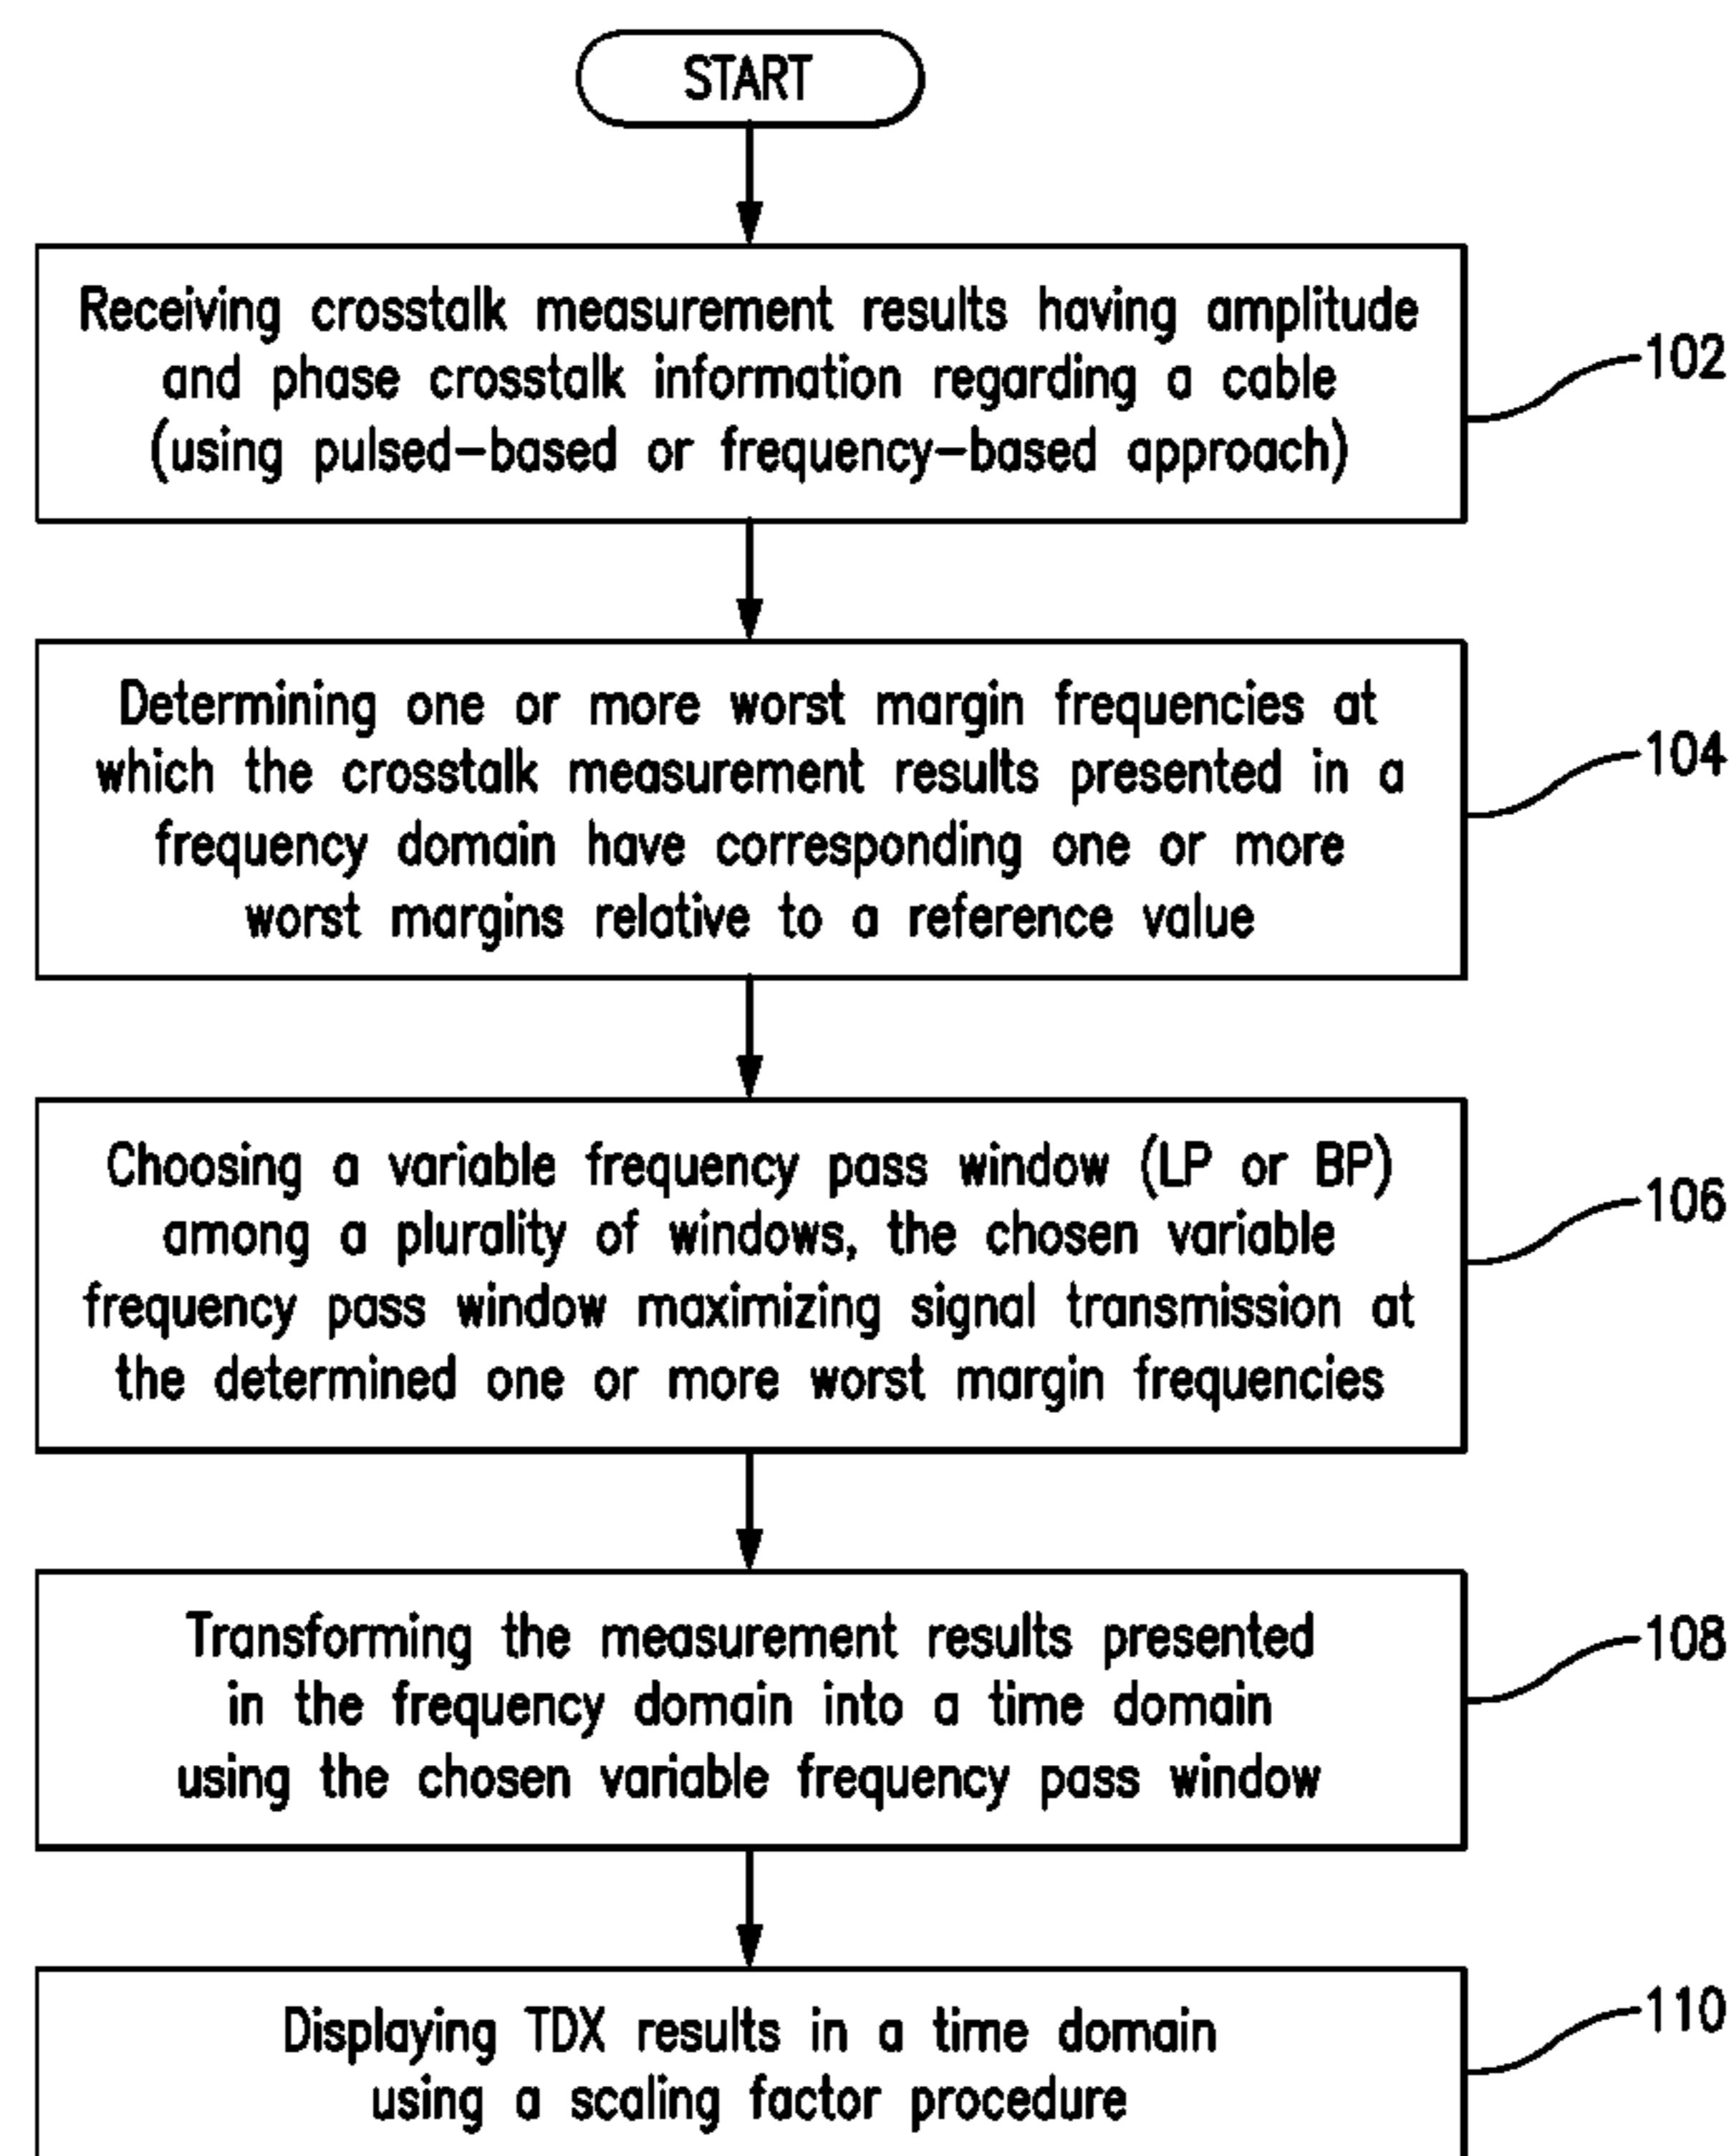 START
Receiving crosstalk measurement results having amplitude
and phase crosstalk information regarding a cable
(using pulsed-based or frequency-based approach)
102
Determining one or more worst margin frequencies at
which the crosstalk measurement results presented in a
frequency domain have corresponding one or more
worst margins relative to a reference value
104
Choosing a variable frequency pass window (LP or BP)
among a plurality of windows, the chosen variable
frequency pass window maximizing signal transmission at
the determined one or more worst margin frequencies
106
Transforming the measurement results presented
in the frequency domain into a time domain
using the chosen variable frequency pass window
108
Displaying TDX results in a time domain
using a scaling factor procedure
110